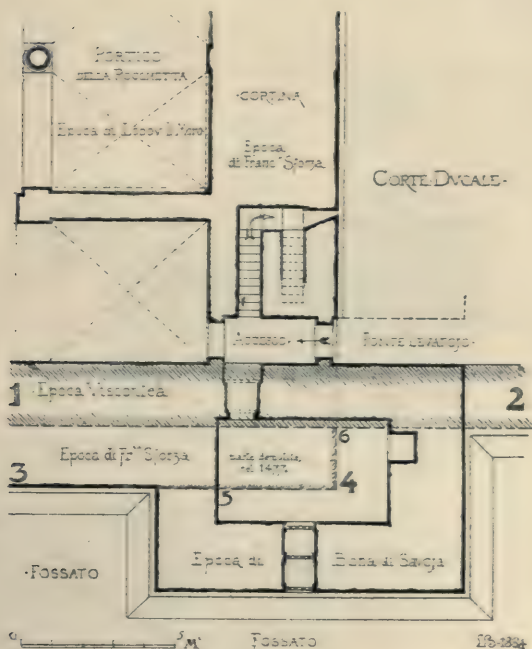 PORTICO
DELLA ROCCHETTA
Epoca di Lodov. il Moro
·CORTINA
Epoca
di Franc. Sforza
CORTE·DVCALE·
ACCESSO
PONTE LEVATOJO
1
Epoca Viscontea
2
6
Epoca di Fr. Sforza
parte demolita
nel 1477
3
4
5
Epoca di
Bona di Savoja
·FOSSATO
0
5 M.
FOSSATO